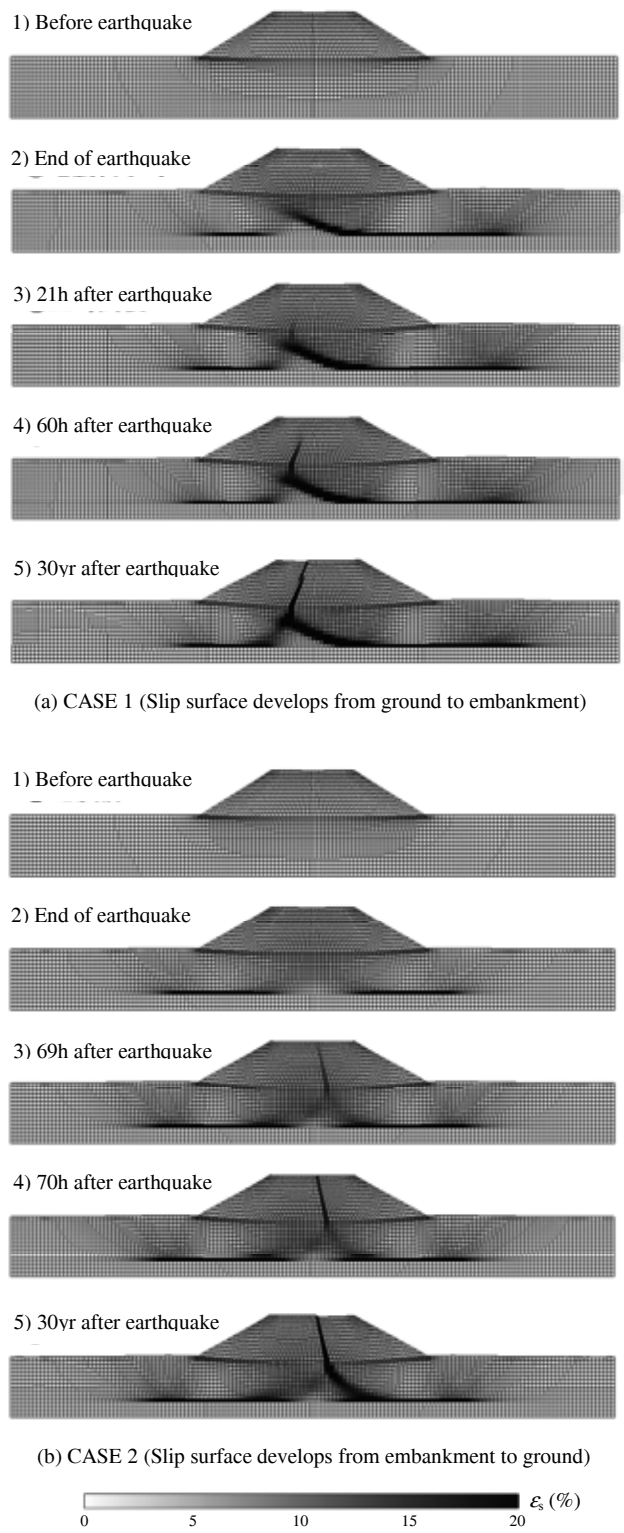 1) Before earthquake
2) End of earthquake
3) 21h after earthquake
4) 60h after earthquake
5) 30yr after earthquake
(a) CASE 1 (Slip surface develops from ground to embankment)
1) Before earthquake
2) End of earthquake
3) 69h after earthquake
4) 70h after earthquake
5) 30yr after earthquake
(b) CASE 2 (Slip surface develops from embankment to ground)
εs (%)
0 5 10 15 20